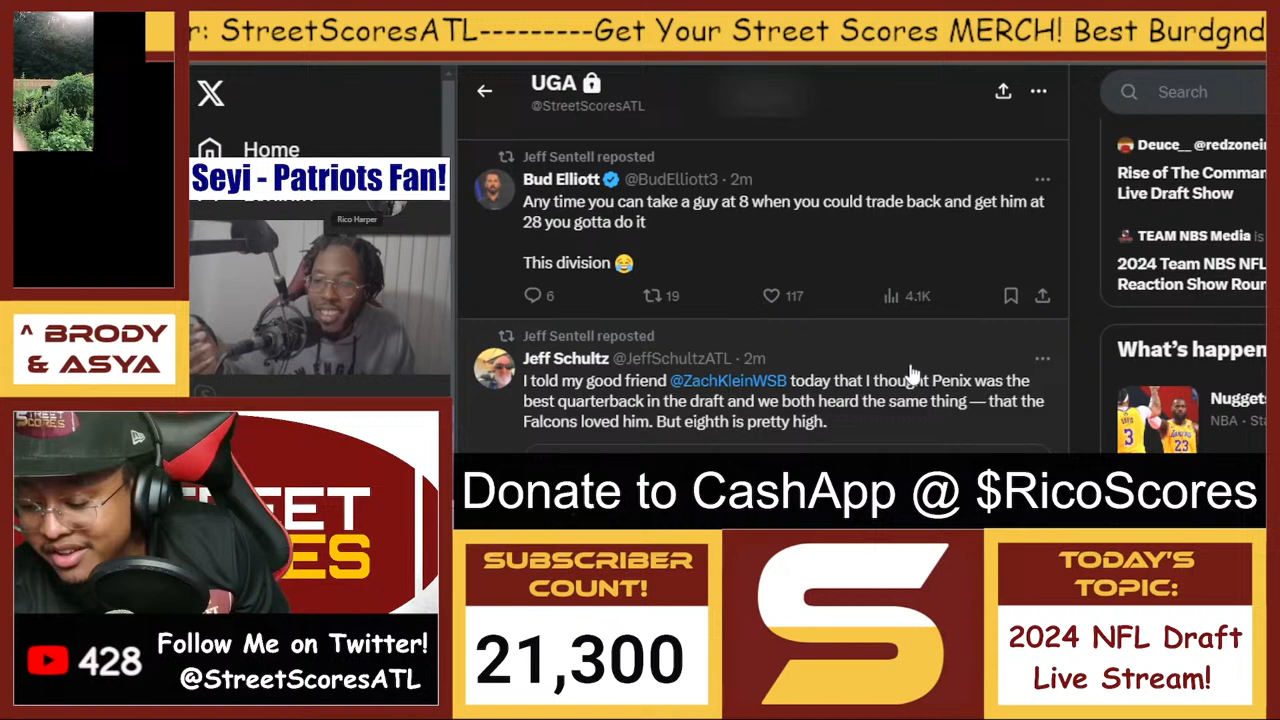 r: StreetScoresATL---------Get Your Street Scores MERCH! Best Burdgnd
X
Home
Seyi - Patriots Fan!
Rico Harper
^ BRODY
& ASYA
UGA
@StreetScoresATL
Jeff Sentell reposted
Bud Elliott @BudElliott3 · 2m
Any time you can take a guy at 8 when you could trade back and get him at
28 you gotta do it
This division 😂
6 19 117 4.1K
Jeff Sentell reposted
Jeff Schultz @JeffSchultzATL · 2m
I told my good friend @ZachKleinWSB today that I thought Penix was the
best quarterback in the draft and we both heard the same thing — that the
Falcons loved him. But eighth is pretty high.
Search
Deuce__ @redzonein
Rise of The Comman
Live Draft Show
TEAM NBS Media is
2024 Team NBS NFL
Reaction Show Roun
What's happen
Nugget
NBA · Sta
Donate to CashApp @ $RicoScores
STREET
SCORES
428
Follow Me on Twitter!
@StreetScoresATL
SUBSCRIBER
COUNT!
21,300
S
TODAY'S
TOPIC:
2024 NFL Draft
Live Stream!